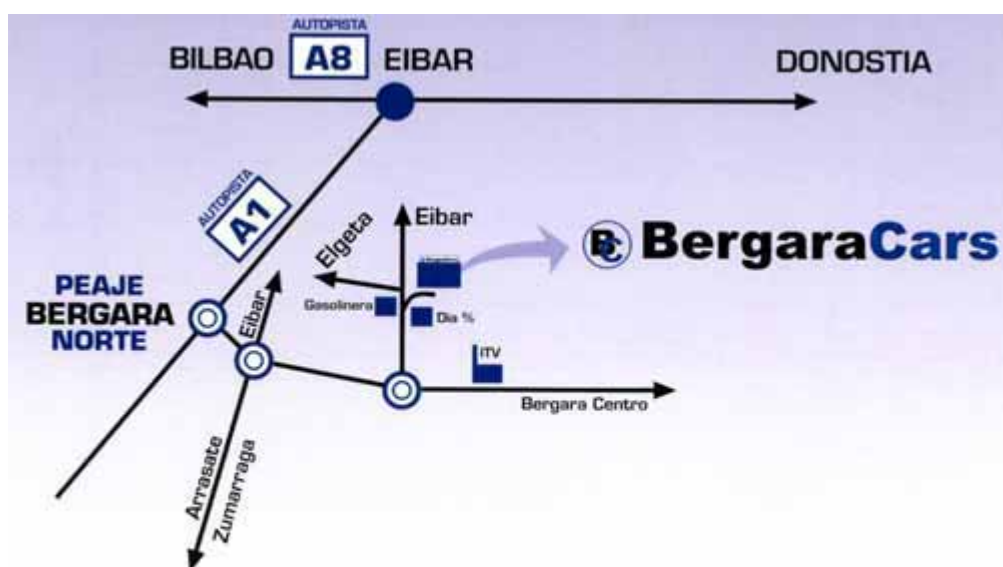 AUTOPISTA
BILBAO A8 EIBAR DONOSTIA
AUTOPISTA
A1
Elgeta
Eibar
BC BergaraCars
PEAJE
BERGARA
NORTE
Eibar
Gasolinera
Dia %
ITV
Bergara Centro
Arrasate
Zumarraga